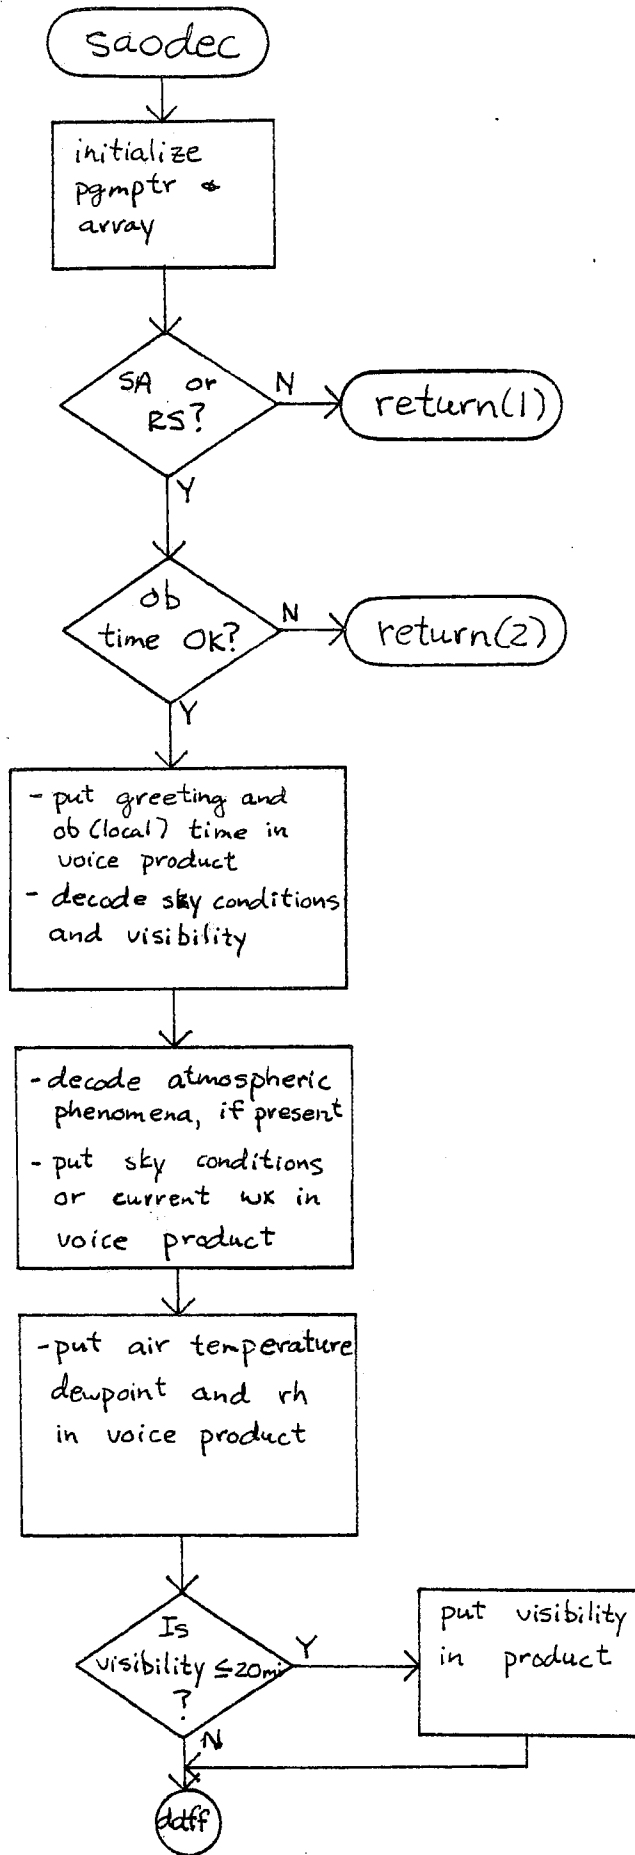 saodec
initialize
pgmptr &
array
SA or
RS?
N
return(1)
Y
ob
time OK?
N
return(2)
Y
- put greeting and
ob (local) time in
voice product
- decode sky conditions
and visibility
- decode atmospheric
phenomena, if present
- put sky conditions
or current wx in
voice product
- put air temperature
dewpoint and rh
in voice product
Is
visibility ≤20mi
?
Y
put visibility
in product
N
ddff